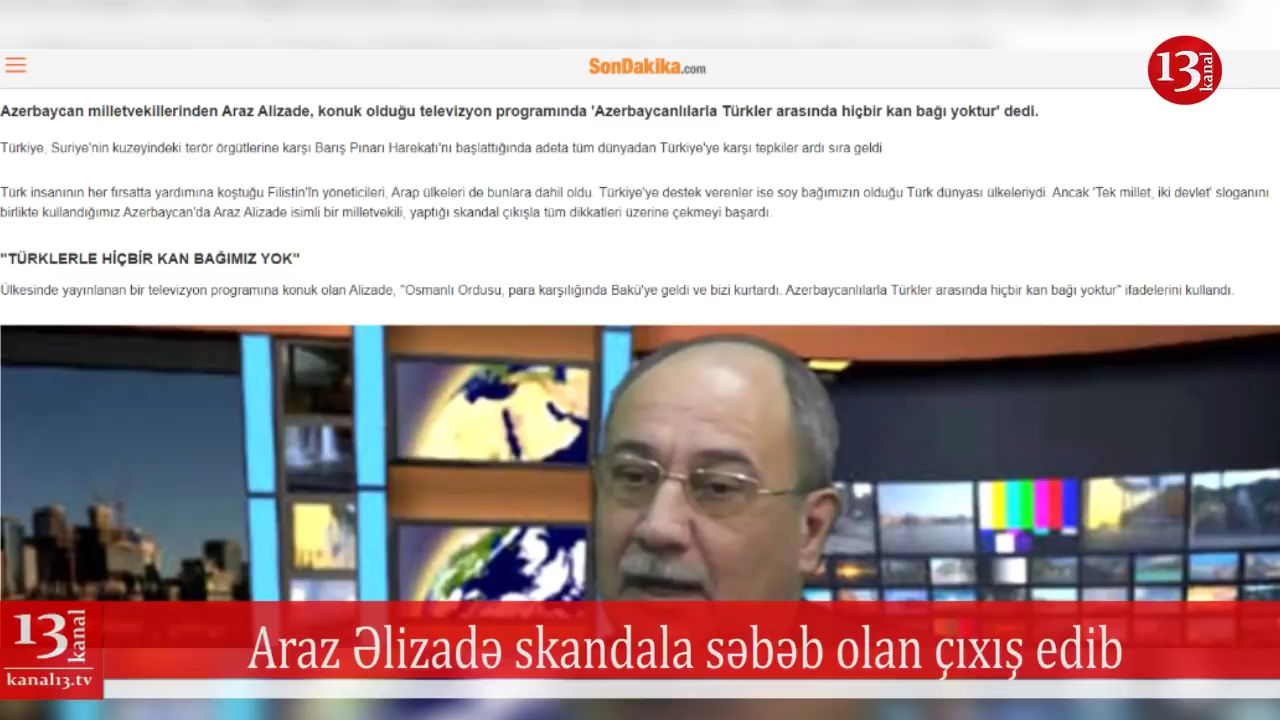 SonDakika.com
13 kanal
Azerbaycan milletvekillerinden Araz Alizade, konuk olduğu televizyon programında 'Azerbaycanlılarla Türkler arasında hiçbir kan bağı yoktur' dedi.
Türkiye, Suriye'nin kuzeyindeki terör örgütlerine karşı Barış Pınarı Harekatı'nı başlattığında adeta tüm dünyadan Türkiye'ye karşı tepkiler ardı sıra geldi
Türk insanının her fırsatta yardımına koştuğu Filistin'in yöneticileri, Arap ülkeleri de bunlara dahil oldu. Türkiye'ye destek verenler ise soy bağımızın olduğu Türk dünyası ülkeleriydi. Ancak 'Tek millet, iki devlet' sloganını
birlikte kullandığımız Azerbaycan'da Araz Alizade isimli bir milletvekili, yaptığı skandal çıkışla tüm dikkatleri üzerine çekmeyi başardı.
"TÜRKLERLE HİÇBİR KAN BAĞIMIZ YOK"
Ülkesinde yayınlanan bir televizyon programına konuk olan Alizade, "Osmanlı Ordusu, para karşılığında Bakü'ye geldi ve bizi kurtardı. Azerbaycanlılarla Türkler arasında hiçbir kan bağı yoktur" ifadelerini kullandı.
13 kanal
kanal13.tv
Araz Əlizadə skandala səbəb olan çıxış edib